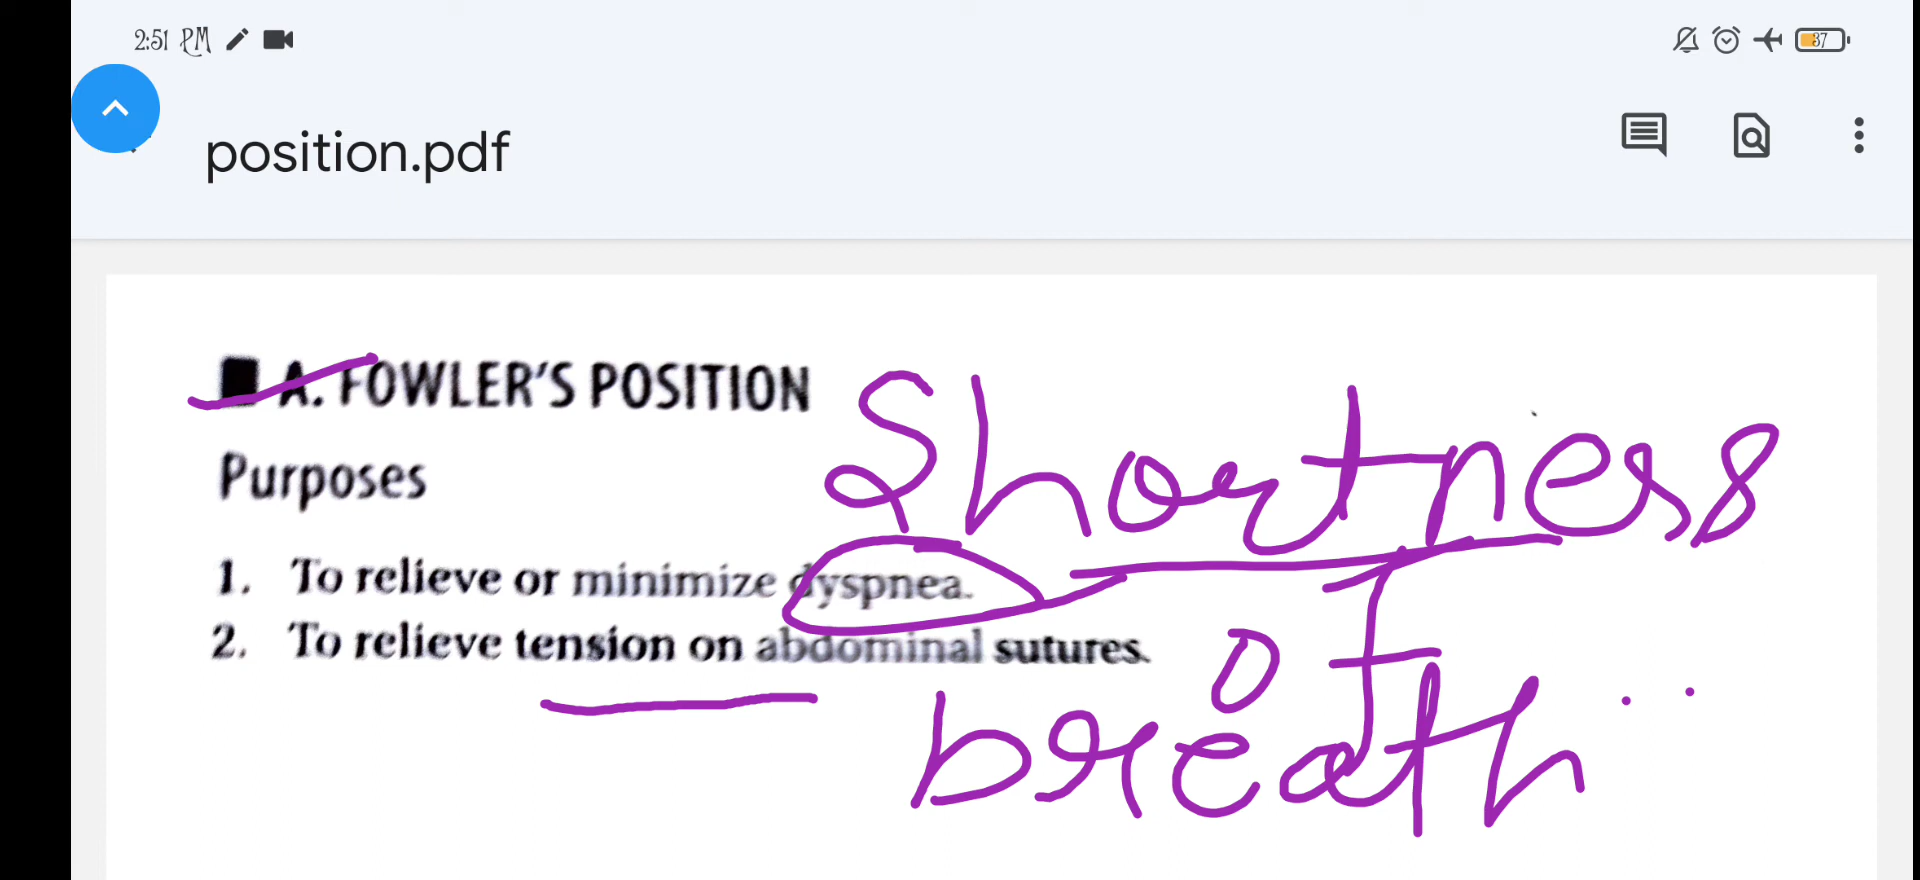 2:51 PM
37
position.pdf
A. FOWLER'S POSITION
Purposes
1. To relieve or minimize dyspnea.
2. To relieve tension on abdominal sutures.
Shortness
of
breath